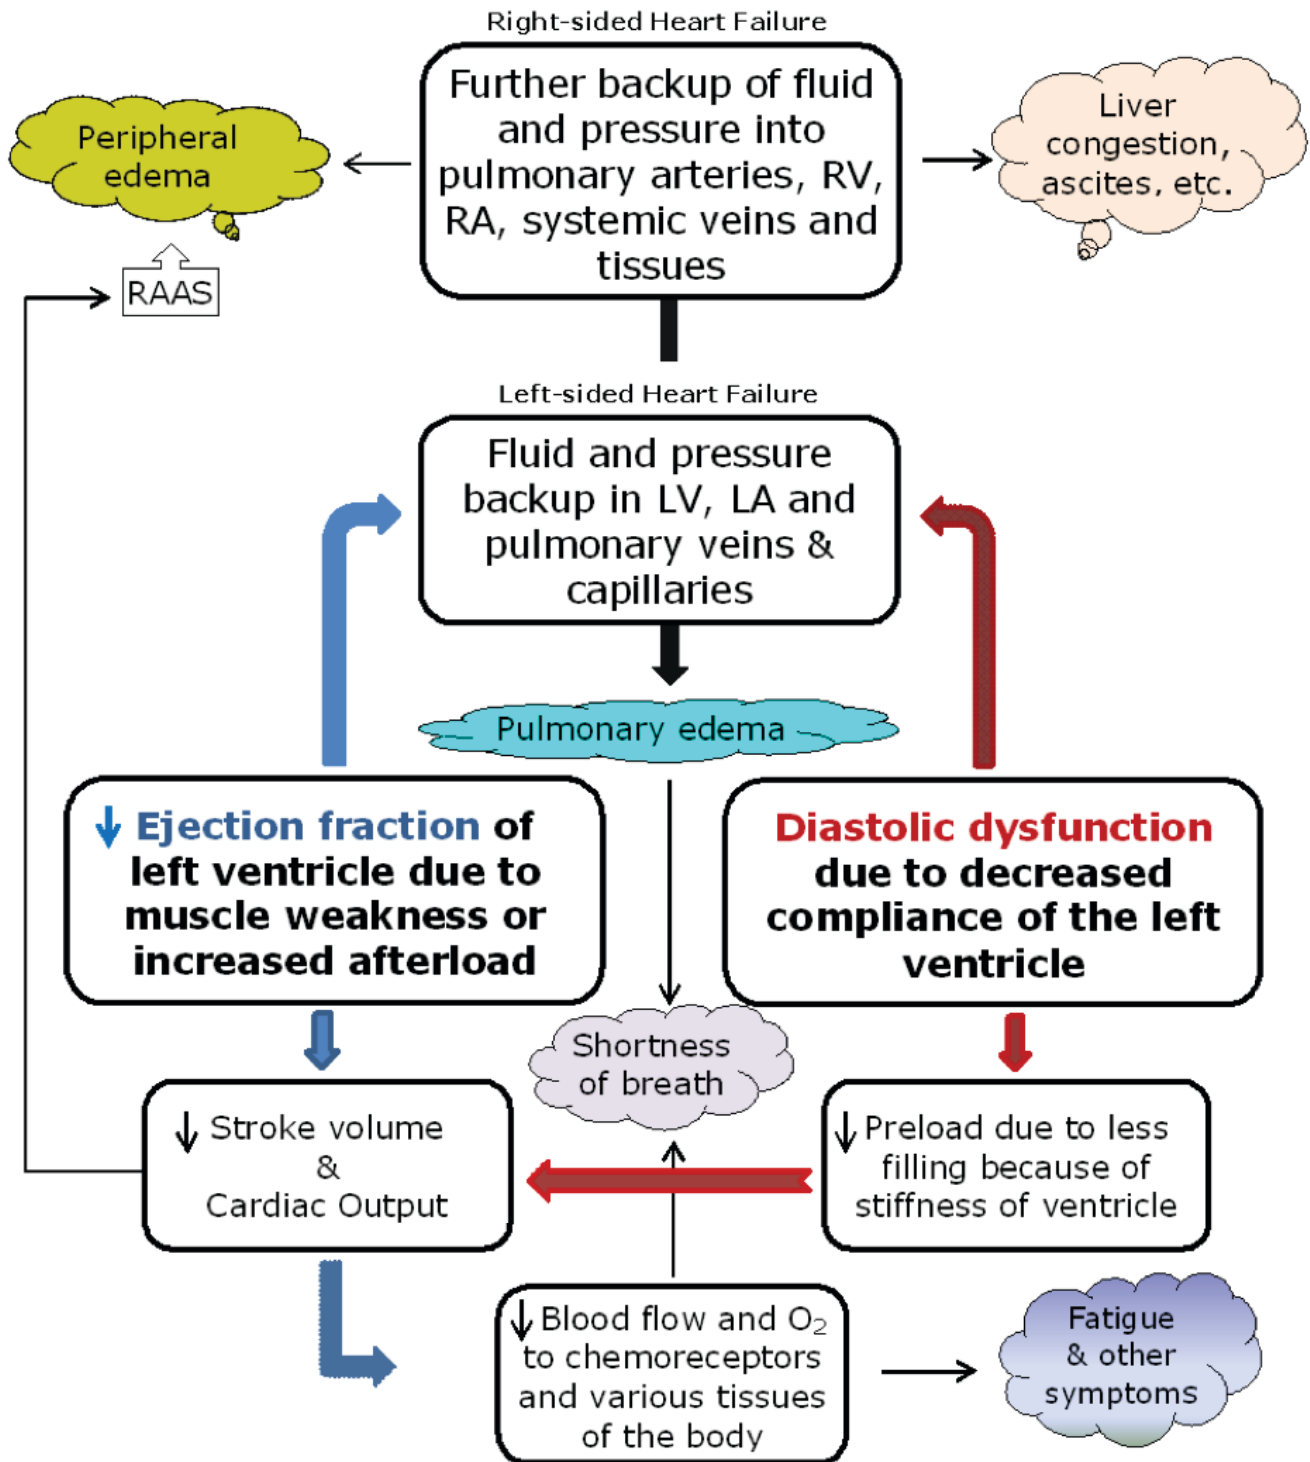 Right-sided Heart Failure
Further backup of fluid
and pressure into
pulmonary arteries, RV,
RA, systemic veins and
tissues
Peripheral
edema
Liver
congestion,
ascites, etc.
RAAS
Left-sided Heart Failure
Fluid and pressure
backup in LV, LA and
pulmonary veins &
capillaries
Pulmonary edema
↓ Ejection fraction of
left ventricle due to
muscle weakness or
increased afterload
Diastolic dysfunction
due to decreased
compliance of the left
ventricle
Shortness
of breath
↓ Stroke volume
&
Cardiac Output
↓ Preload due to less
filling because of
stiffness of ventricle
↓ Blood flow and O₂
to chemoreceptors
and various tissues
of the body
Fatigue
& other
symptoms